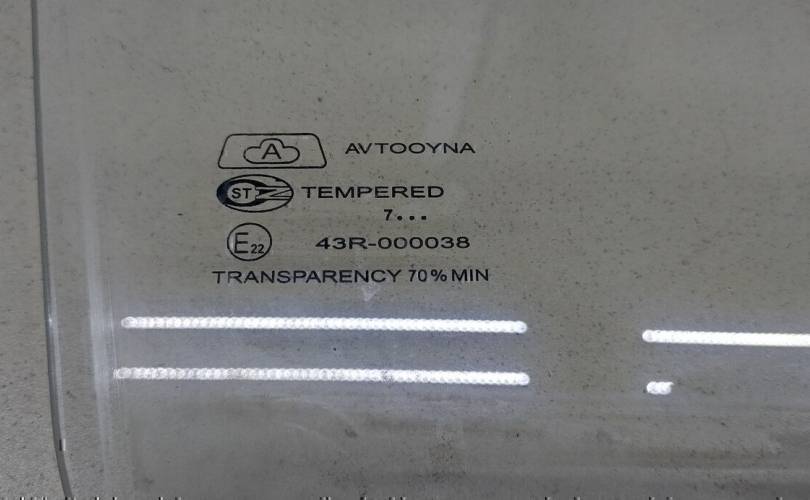 A AVTOOYNA
ST TEMPERED
7...
E22 43R-000038
TRANSPARENCY 70% MIN